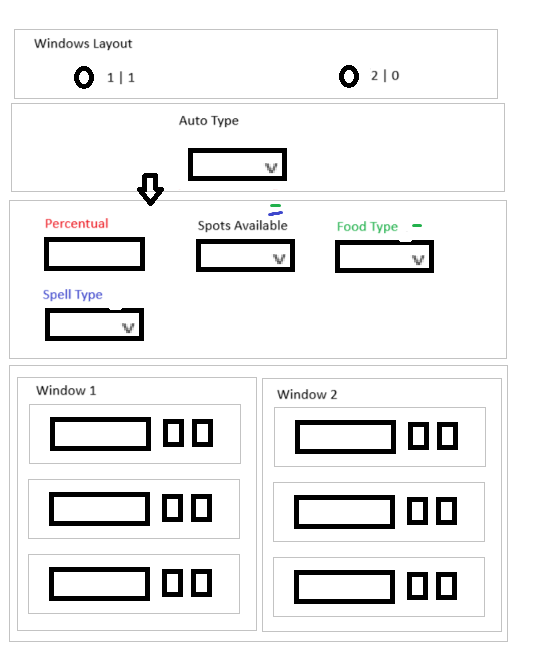 Windows Layout
1 | 1
2 | 0
Auto Type
Percentual
Spots Available
Food Type
Spell Type
Window 1
Window 2